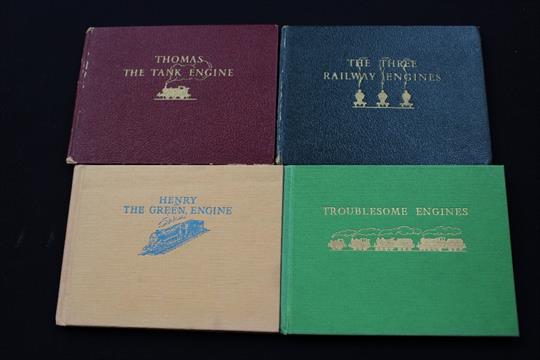 THOMAS
THE TANK ENGINE
THE THREE
RAILWAY ENGINES
HENRY
THE GREEN ENGINE
TROUBLESOME ENGINES